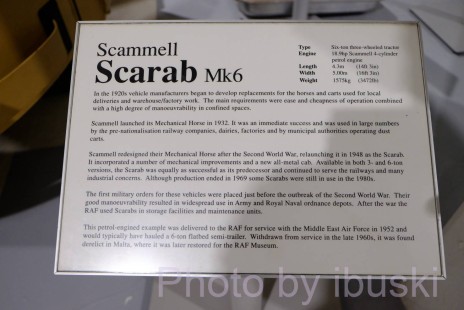 Scammell
Scarab Mk6
Type Six-ton three-wheeled tractor
Engine 18.9hp Scammell 4-cylinder
petrol engine
Length 4.3m (14ft 3in)
Width 3.00m (10ft 3in)
Weight 1575kg (3472lb)
In the 1920s vehicle manufacturers began to develop replacements for the horses and carts used for local
deliveries and warehouse/factory work. The main requirements were ease and cheapness of operation combined
with a high degree of manoeuvrability in confined spaces.
Scammell launched its Mechanical Horse in 1932. It was an immediate success and was used in large numbers
by the pre-nationalisation railway companies, dairies, factories and by municipal authorities operating dust
carts.
Scammell redesigned their Mechanical Horse after the Second World War, relaunching it in 1948 as the Scarab.
It incorporated a number of mechanical improvements and a new all-metal cab. Available in both 3- and 6-ton
versions, the Scarab was equally as successful as its predecessor and continued to serve the railways and many
industrial concerns. Although production ended in 1969 some Scarabs were still in use in the 1980s.
The first military orders for these vehicles were placed just before the outbreak of the Second World War. Their
good manoeuvrability resulted in widespread use in Army and Royal Naval ordnance depots. After the war the
RAF used Scarabs in storage facilities and maintenance units.
This petrol-engined example was delivered to the RAF for service with the Middle East Air Force in 1952 and
would typically have hauled a 6-ton flatbed semi-trailer. Withdrawn from service in the late 1960s, it was found
derelict in Malta, where it was later restored for the RAF Museum.
Photo by ibuski